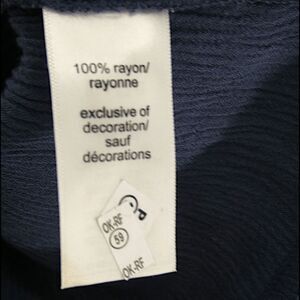 100% rayon/
rayonne
exclusive of
decoration/
sauf
décorations
OK-RF
59
OK-RF